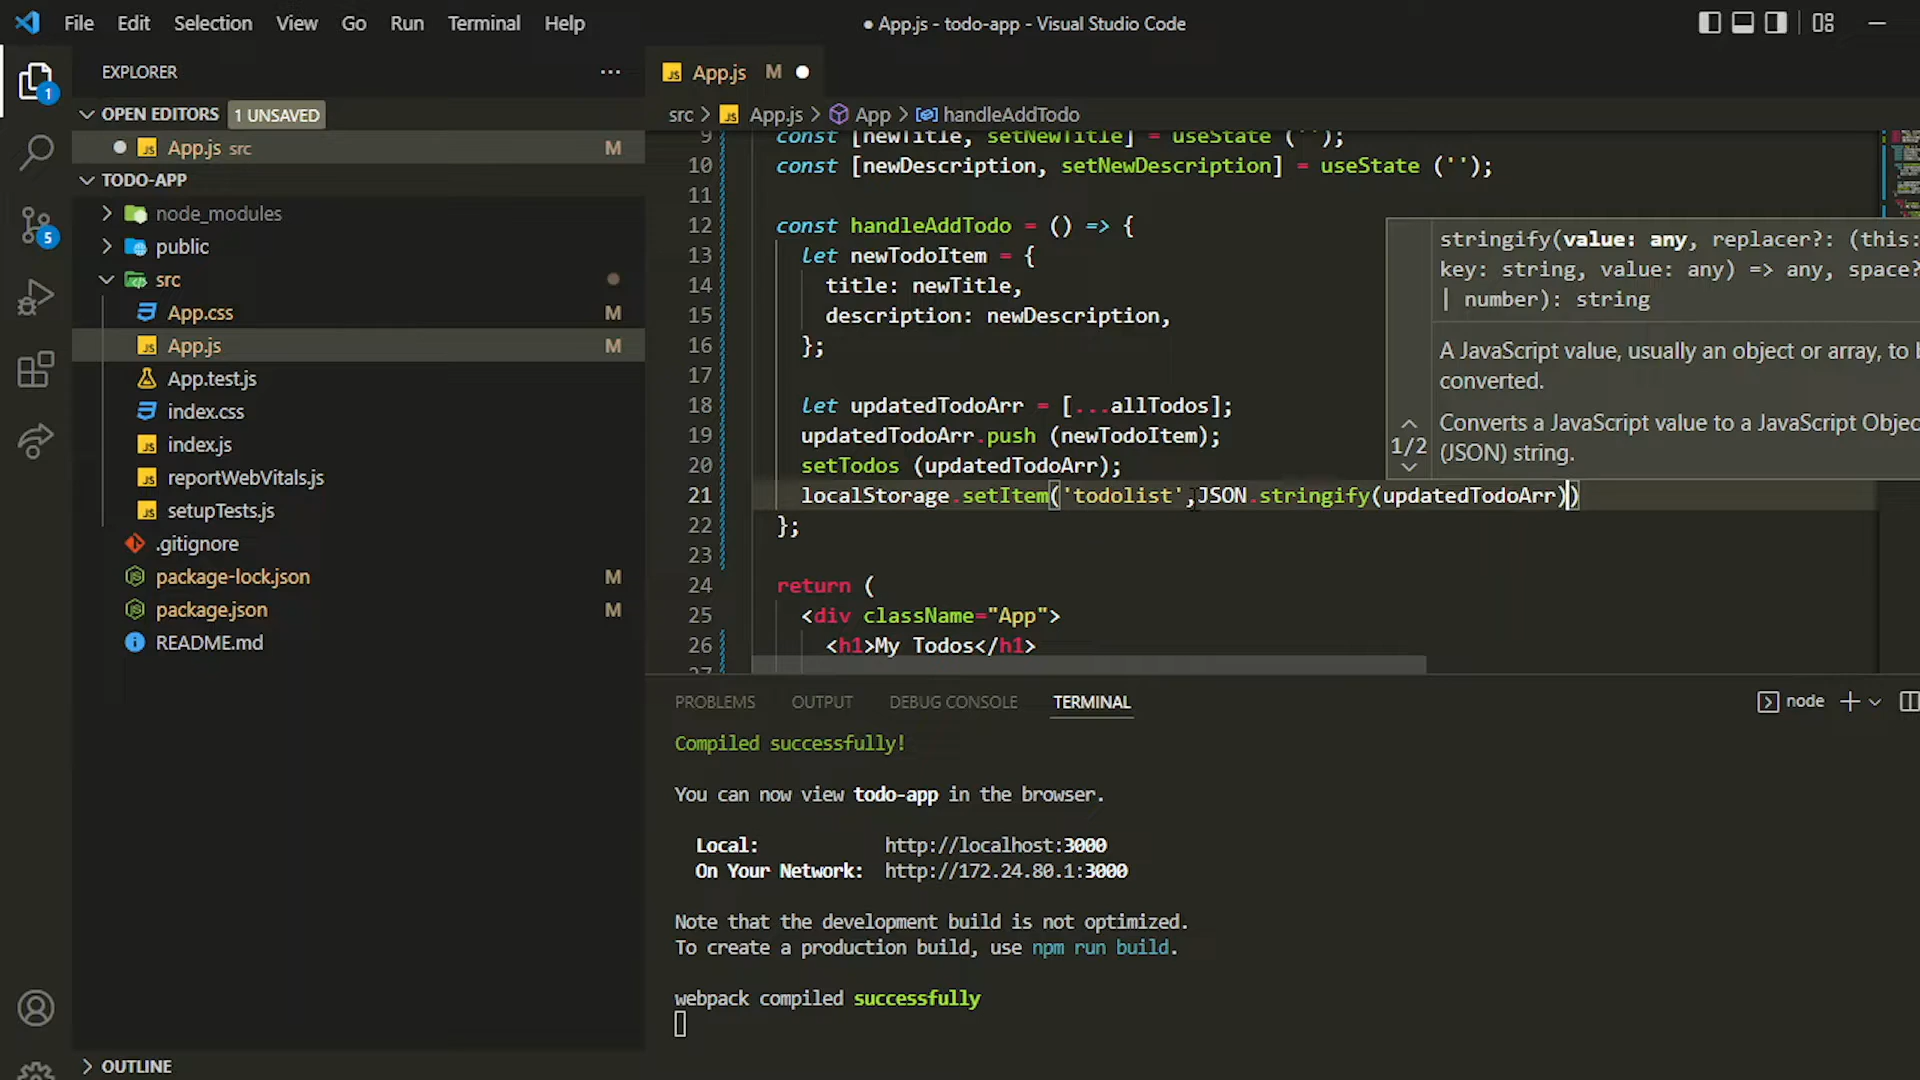 File Edit Selection View Go Run Terminal Help
● App.js - todo-app - Visual Studio Code
EXPLORER
1
OPEN EDITORS 1 UNSAVED
App.js src M
TODO-APP
node_modules
5
public
src
App.css M
App.js M
App.test.js
index.css
index.js
reportWebVitals.js
setupTests.js
.gitignore
package-lock.json M
package.json M
README.md
OUTLINE
App.js M
src > App.js > App > handleAddTodo
9 const [newTitle, setNewTitle] = useState ('');
10 const [newDescription, setNewDescription] = useState ('');
11
12 const handleAddTodo = () => {
13 let newTodoItem = {
14 title: newTitle,
15 description: newDescription,
16 };
17
18 let updatedTodoArr = [...allTodos];
19 updatedTodoArr.push (newTodoItem);
20 setTodos (updatedTodoArr);
21 localStorage.setItem('todolist',JSON.stringify(updatedTodoArr))
22 };
23
24 return (
25 <div className="App">
26 <h1>My Todos</h1>
27
stringify(value: any, replacer?: (this:
key: string, value: any) => any, space?
| number): string
A JavaScript value, usually an object or array, to b
converted.
1/2
Converts a JavaScript value to a JavaScript Objec
(JSON) string.
PROBLEMS OUTPUT DEBUG CONSOLE TERMINAL
node
Compiled successfully!
You can now view todo-app in the browser.
Local: http://localhost:3000
On Your Network: http://172.24.80.1:3000
Note that the development build is not optimized.
To create a production build, use npm run build.
webpack compiled successfully